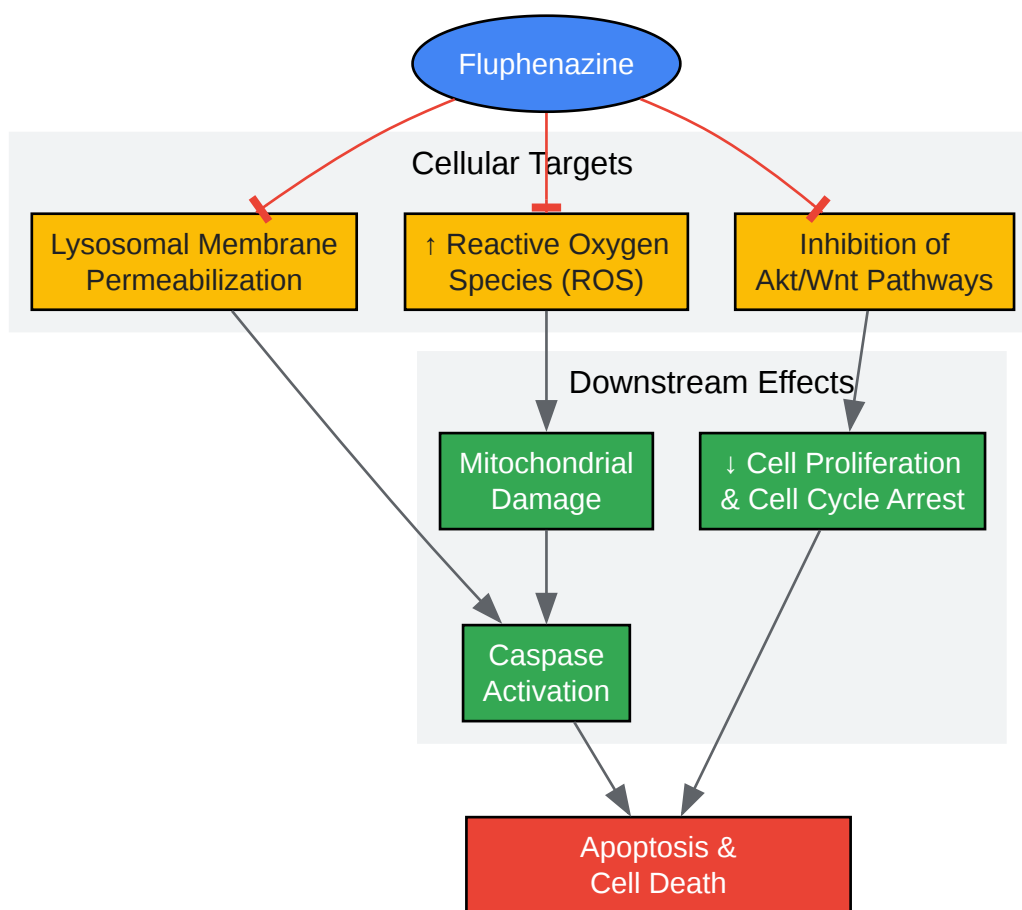 Fluphenazine
Cellular Targets
Lysosomal Membrane
Permeabilization
↑ Reactive Oxygen
Species (ROS)
Inhibition of
Akt/Wnt Pathways
Downstream Effects
Mitochondrial
Damage
↓ Cell Proliferation
& Cell Cycle Arrest
Caspase
Activation
Apoptosis &
Cell Death